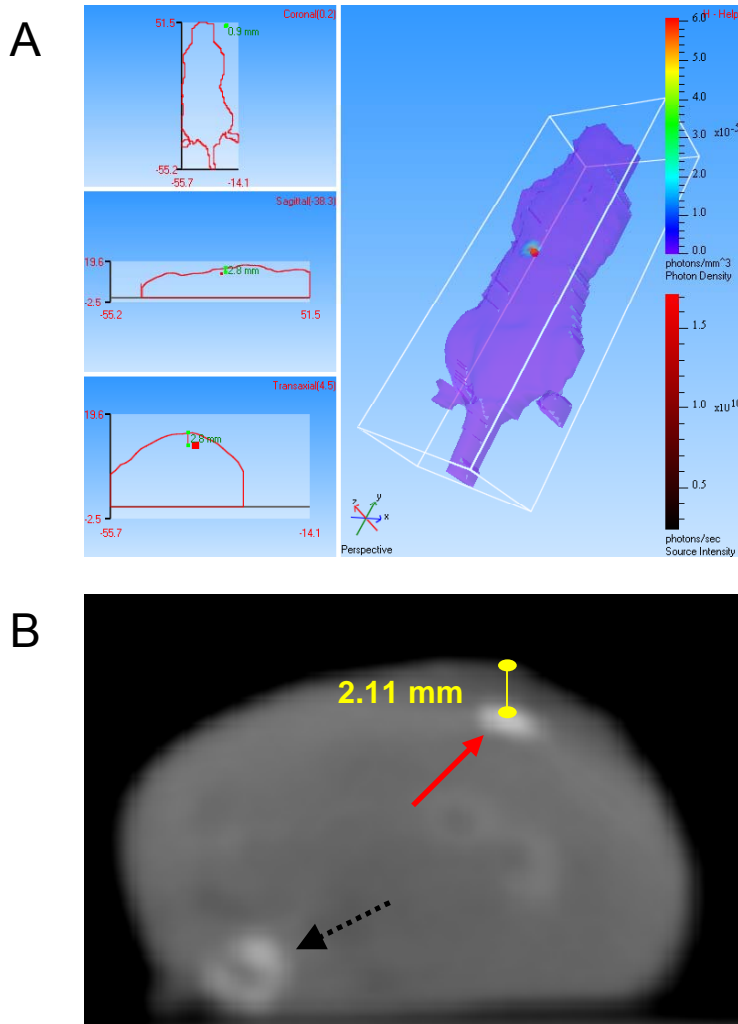 A
Coronal(0.2)
51.5
0.9 mm
-55.2
-55.7
-14.1
Sagittal(-38.3)
19.6
2.8 mm
-2.5
-55.2
51.5
Transaxial(4.5)
19.6
2.8 mm
-2.5
-55.7
-14.1
H - Help
6.0
5.0
4.0
3.0
2.0
1.0
0.0
photons/mm^3
Photon Density
1.5
1.0
0.5
photons/sec
Source Intensity
z
y
x
Perspective
B
2.11 mm